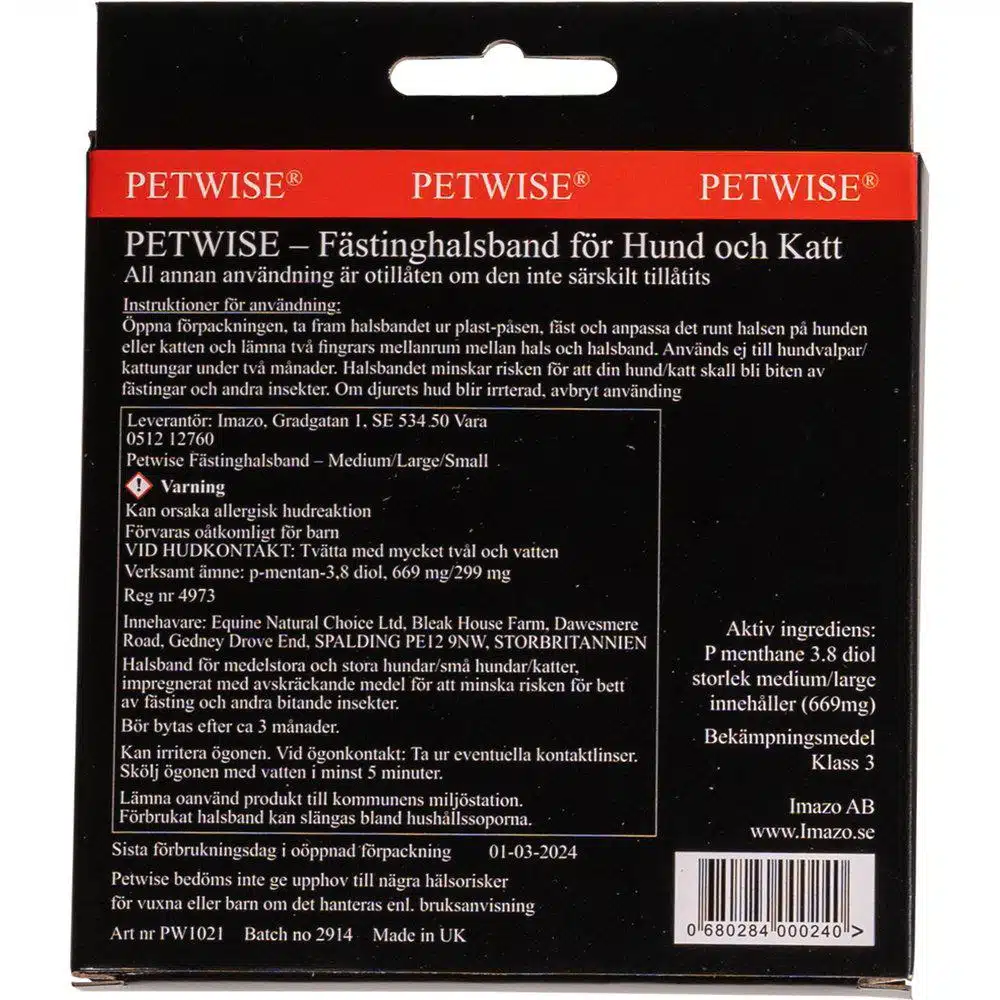 PETWISE® PETWISE® PETWISE®
PETWISE – Fästinghalsband för Hund och Katt
All annan användning är otillåten om den inte särskilt tillåtits
Instruktioner för användning:
Öppna förpackningen, ta fram halsbandet ur plast-påsen, fäst och anpassa det runt halsen på hunden
eller katten och lämna två fingrars mellanrum mellan hals och halsband. Används ej till hundvalpar/
kattungar under två månader. Halsbandet minskar risken för att din hund/katt skall bli biten av
fästingar och andra insekter. Om djurets hud blir irrterad, avbryt använding
Leverantör: Imazo, Gradgatan 1, SE 534 50 Vara
0512 12760
Petwise Fästinghalsband – Medium/Large/Small
Varning
Kan orsaka allergisk hudreaktion
Förvaras oåtkomligt för barn
VID HUDKONTAKT: Tvätta med mycket tvål och vatten
Verksamt ämne: p-mentan-3,8 diol, 669 mg/299 mg
Reg nr 4973
Innehavare: Equine Natural Choice Ltd, Bleak House Farm, Dawesmere
Road, Gedney Drove End, SPALDING PE12 9NW, STORBRITANNIEN
Halsband för medelstora och stora hundar/små hundar/katter,
impregnerat med avskräckande medel för att minska risken för bett
av fästing och andra bitande insekter.
Bör bytas efter ca 3 månader.
Kan irritera ögonen. Vid ögonkontakt: Ta ur eventuella kontaktlinser.
Skölj ögonen med vatten i minst 5 minuter.
Lämna oanvänd produkt till kommunens miljöstation.
Förbrukat halsband kan slängas bland hushållssoporna.
Aktiv ingrediens:
P menthane 3.8 diol
storlek medium/large
innehåller (669mg)
Bekämpningsmedel
Klass 3
Imazo AB
www.Imazo.se
Sista förbrukningsdag i oöppnad förpackning 01-03-2024
Petwise bedöms inte ge upphov till några hälsorisker
för vuxna eller barn om det hanteras enl. bruksanvisning
Art nr PW1021 Batch no 2914 Made in UK
0 680284 000240 >